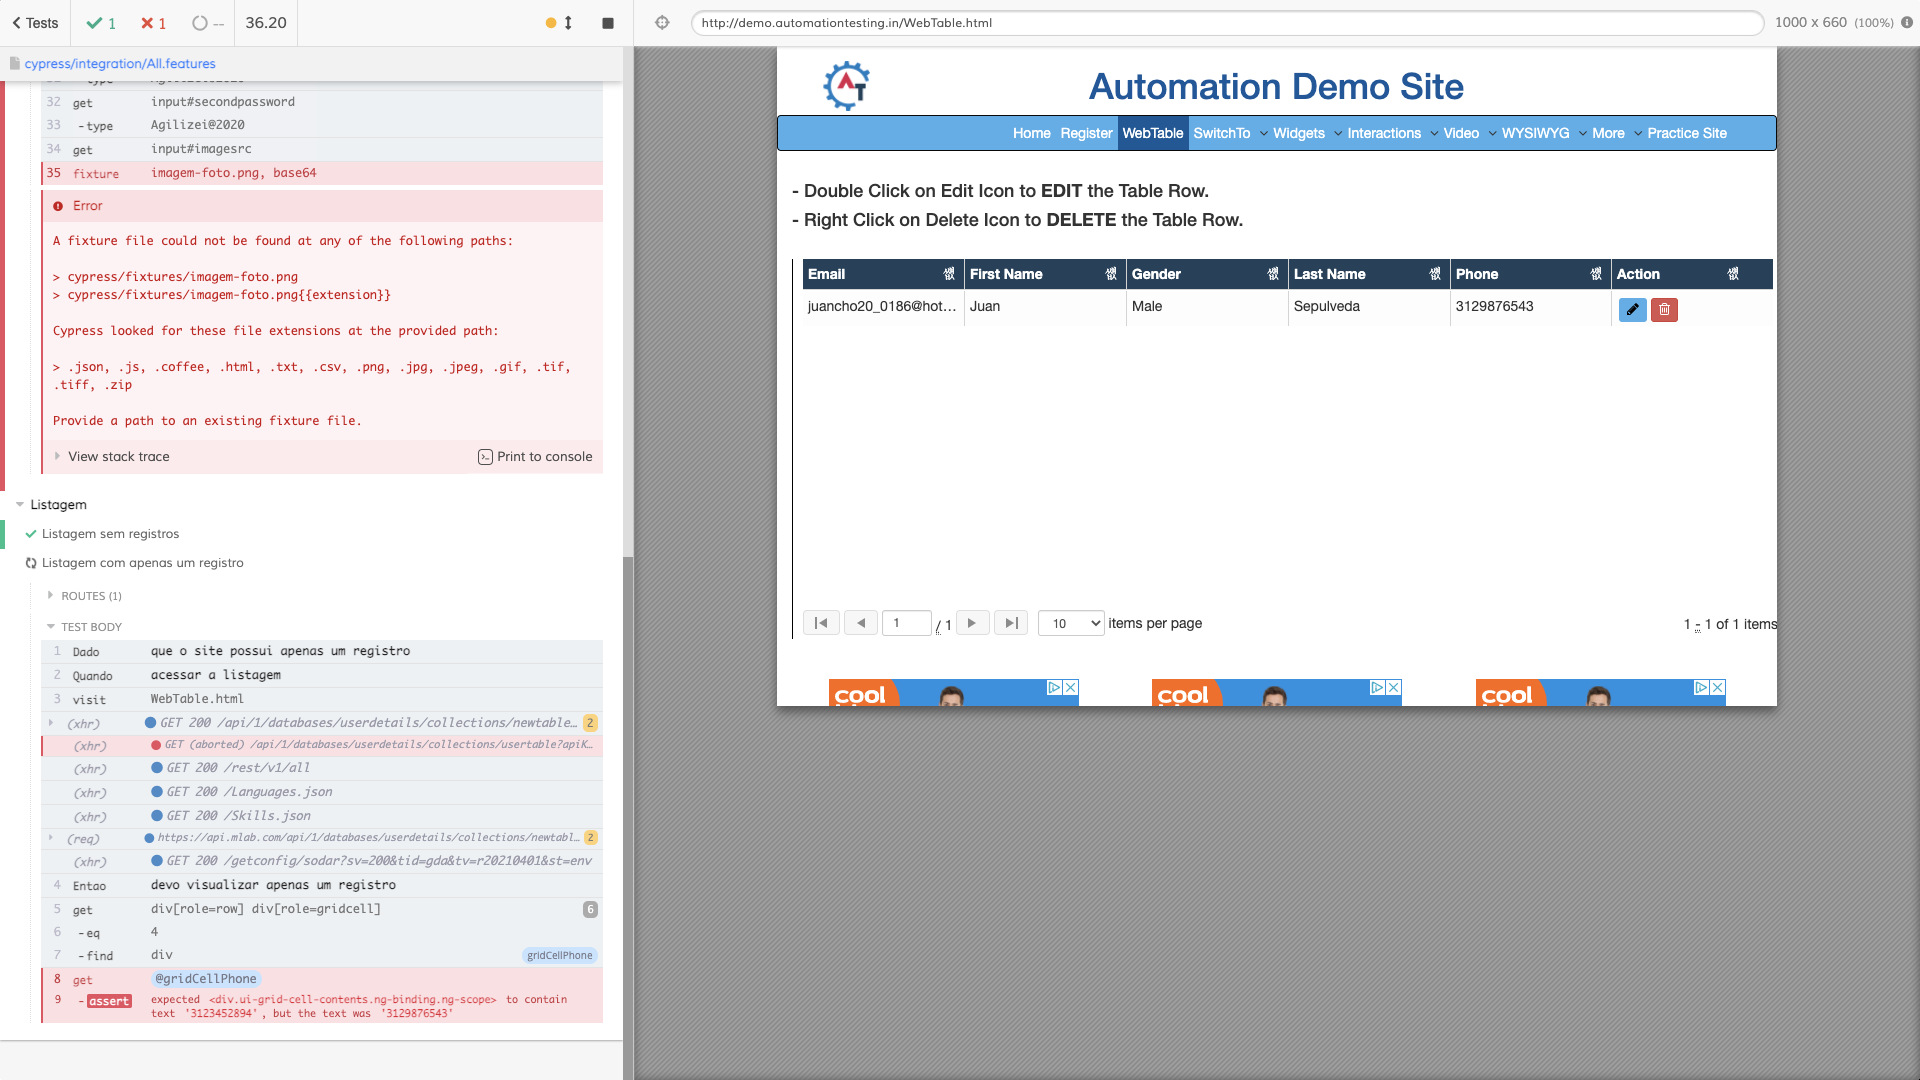 Tests
1
1
--
36.20
http://demo.automationtesting.in/WebTable.html
1000 x 660 (100%)
cypress/integration/All.features
32 get input#secondpassword
33 -type Agilizei@2020
34 get input#imagesrc
35 fixture imagem-foto.png, base64
Error
A fixture file could not be found at any of the following paths:
> cypress/fixtures/imagem-foto.png
> cypress/fixtures/imagem-foto.png{{extension}}
Cypress looked for these file extensions at the provided path:
> .json, .js, .coffee, .html, .txt, .csv, .png, .jpg, .jpeg, .gif, .tif,
.tiff, .zip
Provide a path to an existing fixture file.
View stack trace
Print to console
Listagem
Listagem sem registros
Listagem com apenas um registro
ROUTES (1)
TEST BODY
1 Dado que o site possui apenas um registro
2 Quando acessar a listagem
3 visit WebTable.html
(xhr) GET 200 /api/1/databases/userdetails/collections/newtable… 2
(xhr) GET (aborted) /api/1/databases/userdetails/collections/usertable?apiK…
(xhr) GET 200 /rest/v1/all
(xhr) GET 200 /Languages.json
(xhr) GET 200 /Skills.json
(req) https://api.mlab.com/api/1/databases/userdetails/collections/newtabl… 2
(xhr) GET 200 /getconfig/sodar?sv=200&tid=gda&tv=r20210401&st=env
4 Entao devo visualizar apenas um registro
5 get div[role=row] div[role=gridcell] 6
6 -eq 4
7 -find div gridCellPhone
8 get @gridCellPhone
9 -assert expected <div.ui-grid-cell-contents.ng-binding.ng-scope> to contain
text '3123452894', but the text was '3129876543'
AT
Automation Demo Site
Home Register WebTable SwitchTo Widgets Interactions Video WYSIWYG More Practice Site
- Double Click on Edit Icon to EDIT the Table Row.
- Right Click on Delete Icon to DELETE the Table Row.
Email First Name Gender Last Name Phone Action
juancho20_0186@hot… Juan Male Sepulveda 3129876543
1 / 1 10 items per page
1 - 1 of 1 items
cool cool cool